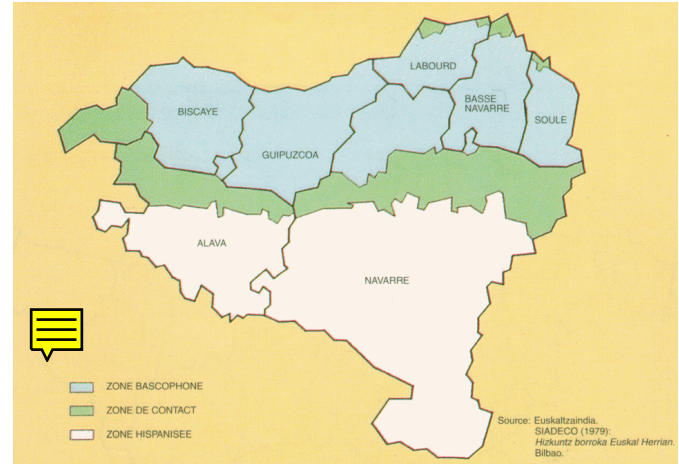 LABOURD
BASSE
NAVARRE
BISCAYE
SOULE
GUIPUZCOA
ALAVA
NAVARRE
ZONE BASCOPHONE
ZONE DE CONTACT
ZONE HISPANISEE
Source: Euskaltzaindia.
SIADECO (1979):
Hizkuntz borroka Euskal Herrian.
Bilbao.